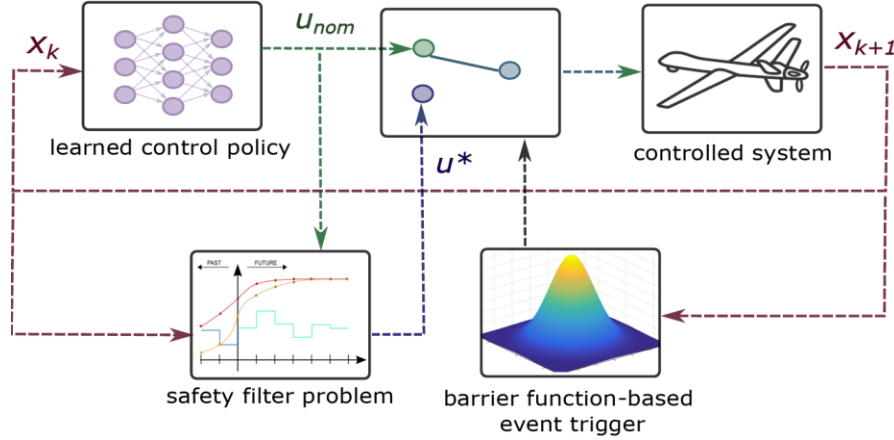 x_k
u_nom
x_{k+1}
learned control policy
u*
controlled system
PAST
FUTURE
safety filter problem
barrier function-based
event trigger